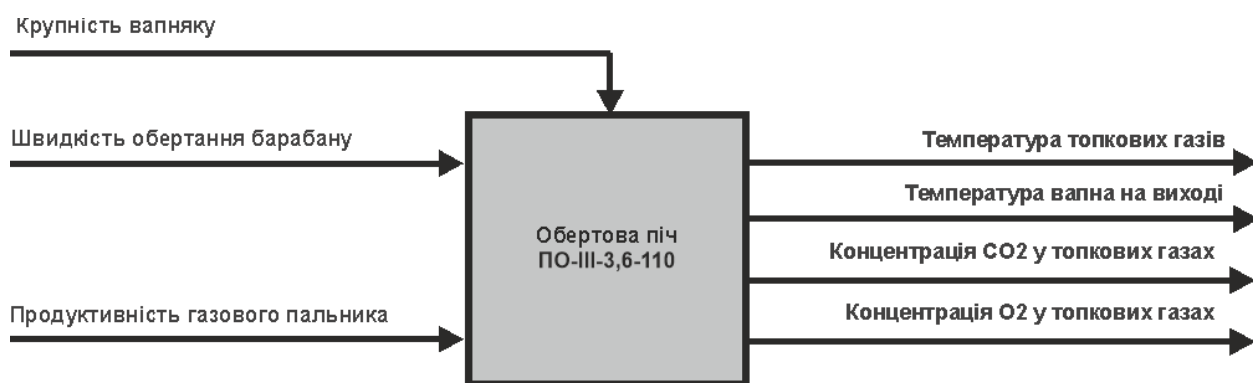 Крупність вапняку
Швидкість обертання барабану
Продуктивність газового пальника
Обертова піч
ПО-III-3,6-110
Температура топкових газів
Температура вапна на виході
Концентрація СО2 у топкових газах
Концентрація О2 у топкових газах